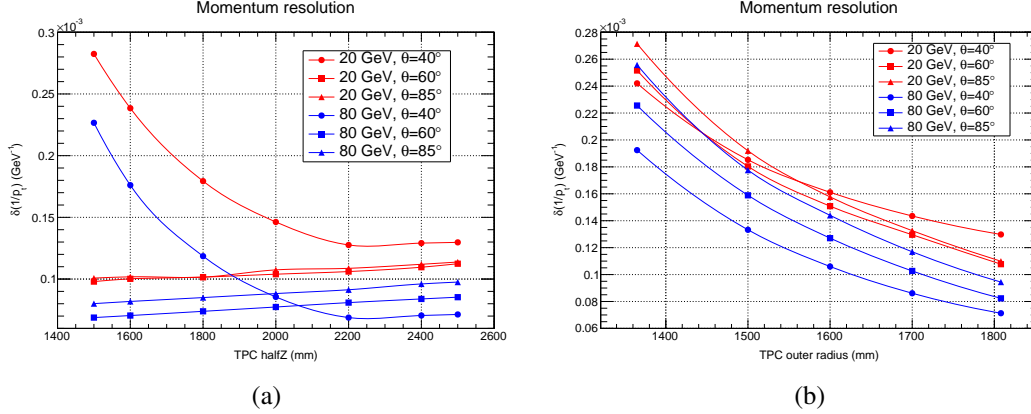 Momentum resolution
×10⁻³
0.3
0.25
0.2
0.15
0.1
δ(1/pₜ) (GeV⁻¹)
20 GeV, θ=40°
20 GeV, θ=60°
20 GeV, θ=85°
80 GeV, θ=40°
80 GeV, θ=60°
80 GeV, θ=85°
1400 1600 1800 2000 2200 2400 2600
TPC halfZ (mm)
(a)
Momentum resolution
×10⁻³
0.28
0.26
0.24
0.22
0.2
0.18
0.16
0.14
0.12
0.1
0.08
0.06
δ(1/pₜ) (GeV⁻¹)
20 GeV, θ=40°
20 GeV, θ=60°
20 GeV, θ=85°
80 GeV, θ=40°
80 GeV, θ=60°
80 GeV, θ=85°
1400 1500 1600 1700 1800
TPC outer radius (mm)
(b)